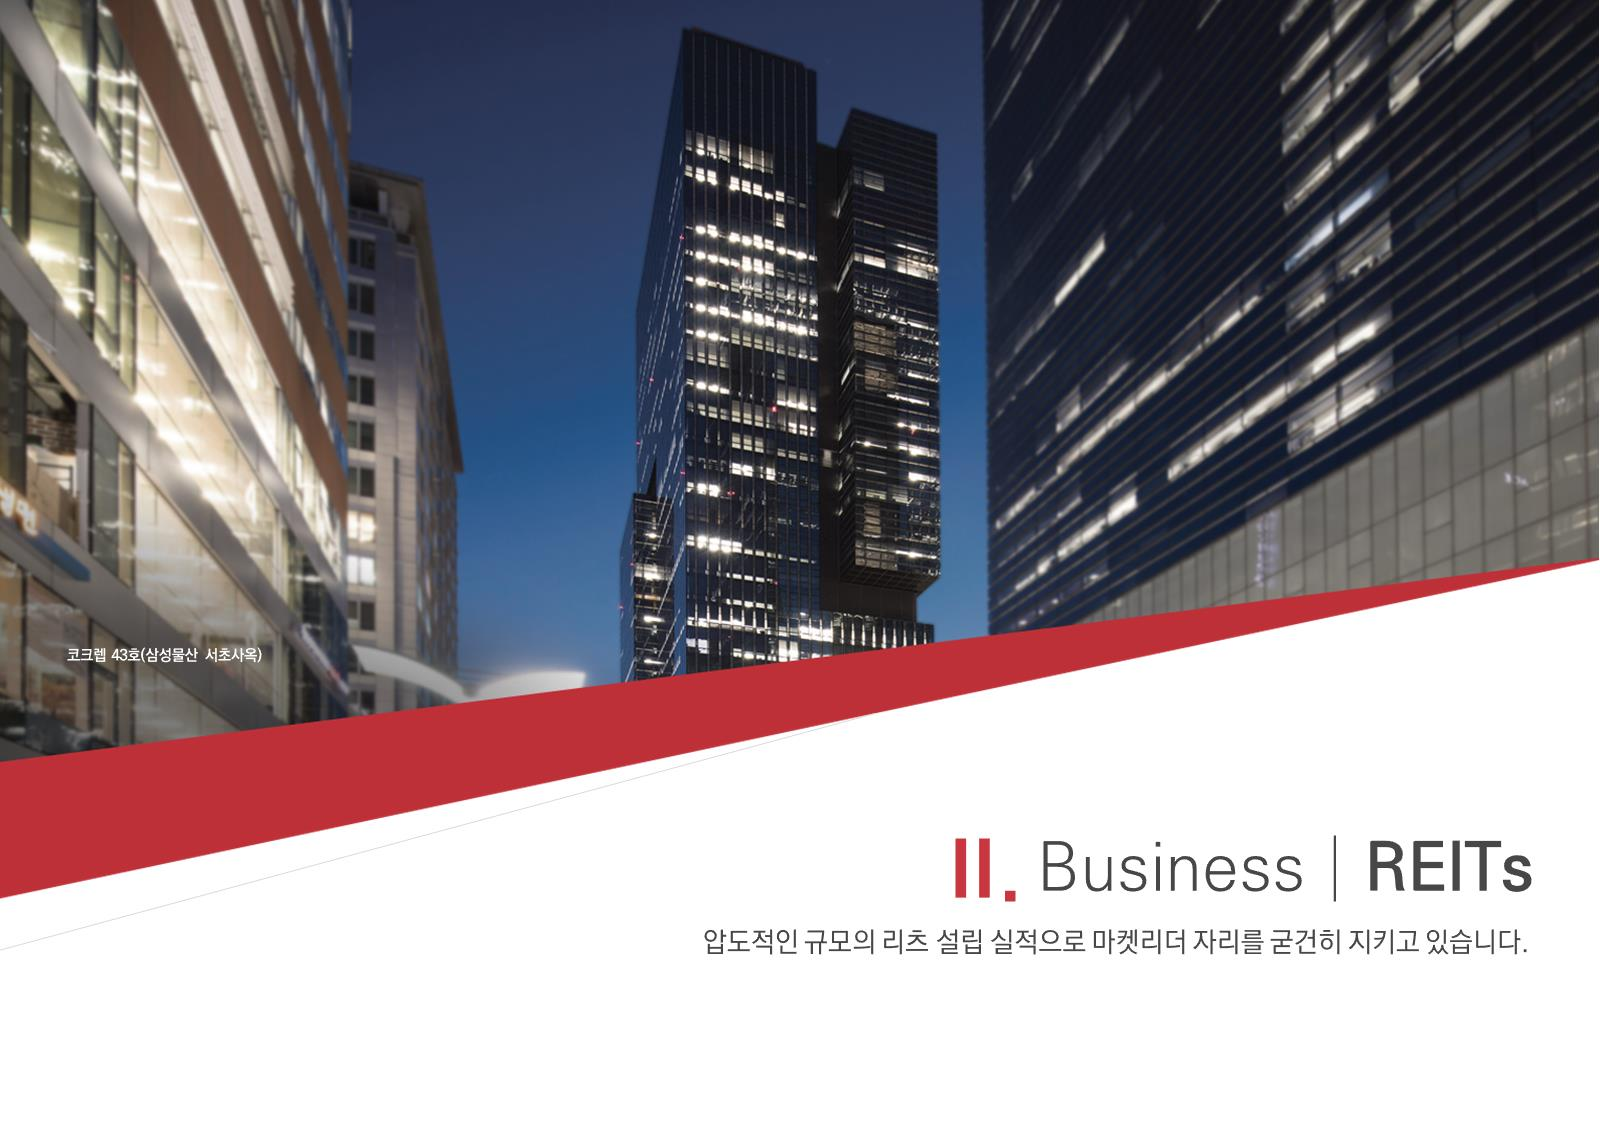 코크렙 43호(삼성물산 서초사옥)
II. Business | REITs
압도적인 규모의 리츠 설립 실적으로 마켓리더 자리를 굳건히 지키고 있습니다.